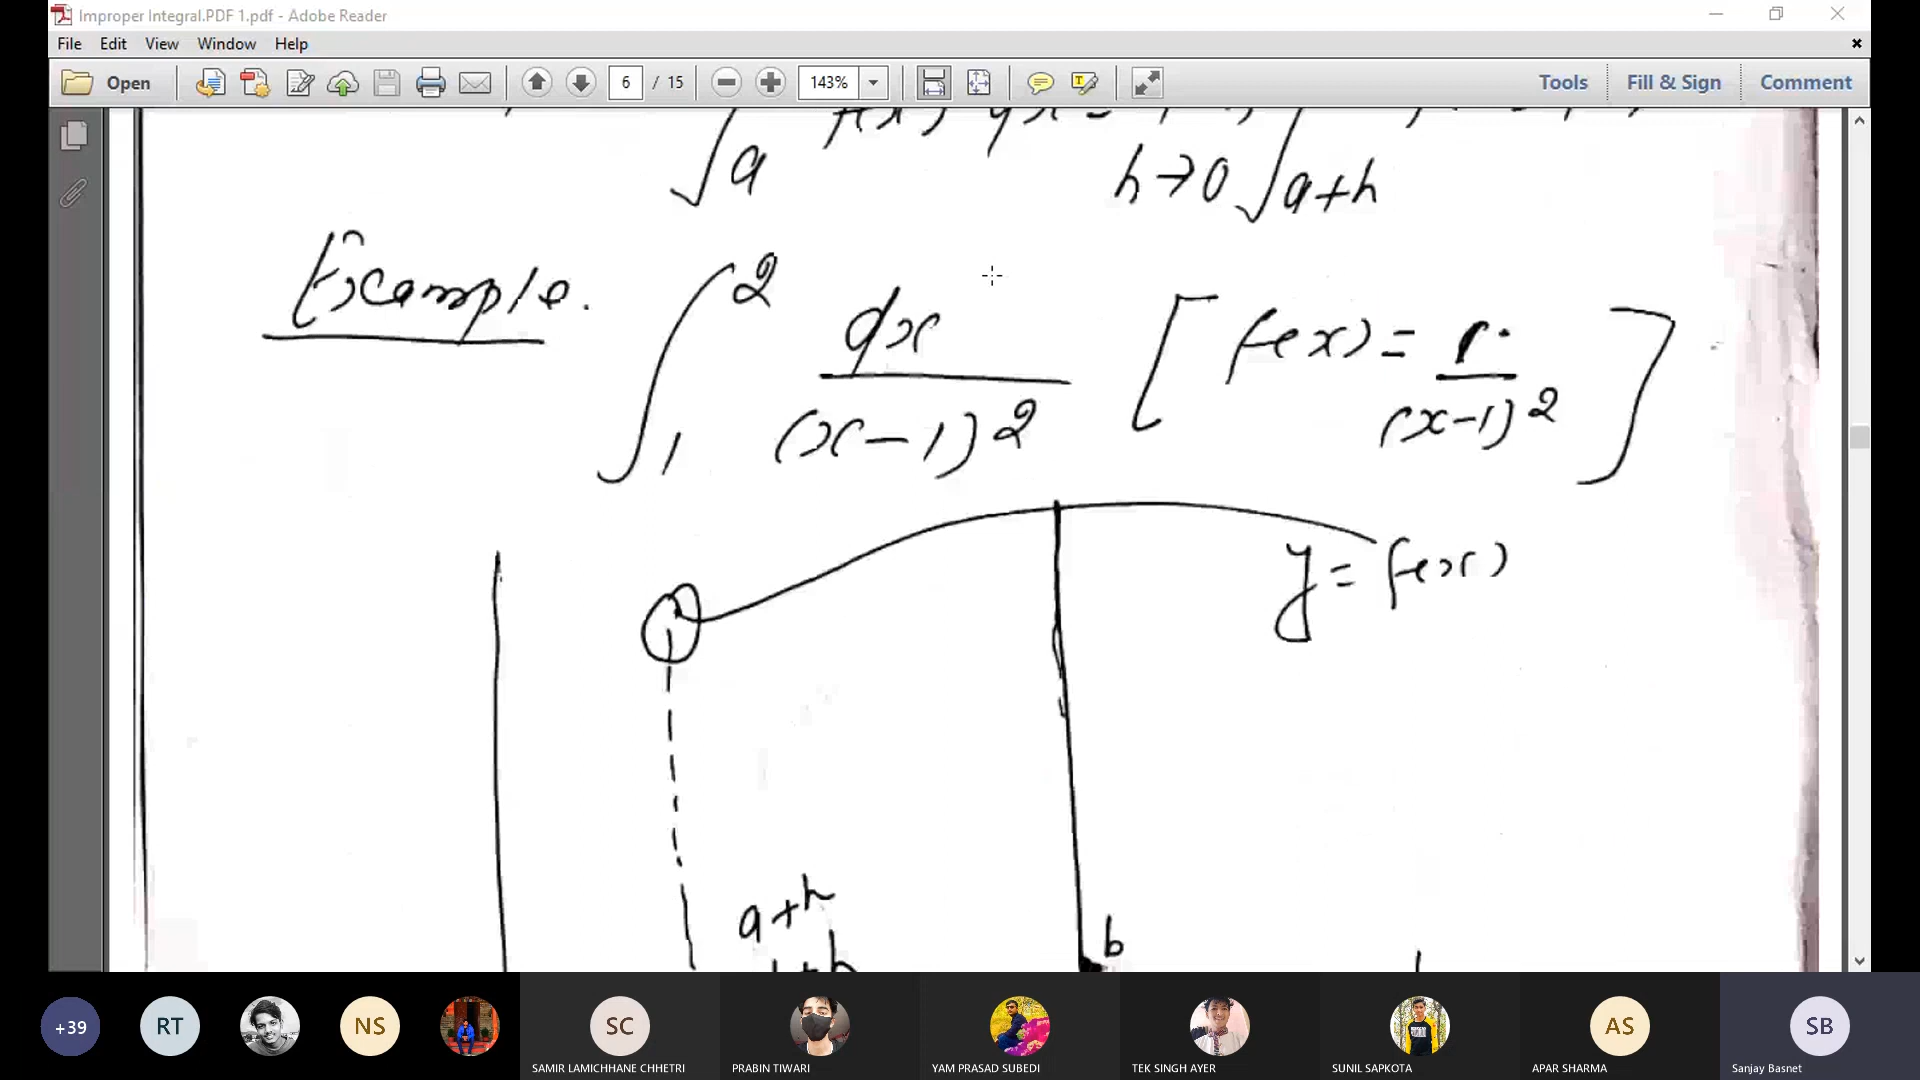 Improper Integral.PDF 1.pdf - Adobe Reader
File Edit View Window Help
Open 6 / 15 143% Tools Fill & Sign Comment
∫a f(x) dx = h→0 ∫a+h
Example. ∫₁² dx/(x-1)² [f(x) = 1/(x-1)²]
y = f(x)
a+h
1+h
b
+39 RT NS SC AS SB
SAMIR LAMICHHANE CHHETRI PRABIN TIWARI YAM PRASAD SUBEDI TEK SINGH AYER SUNIL SAPKOTA APAR SHARMA Sanjay Basnet